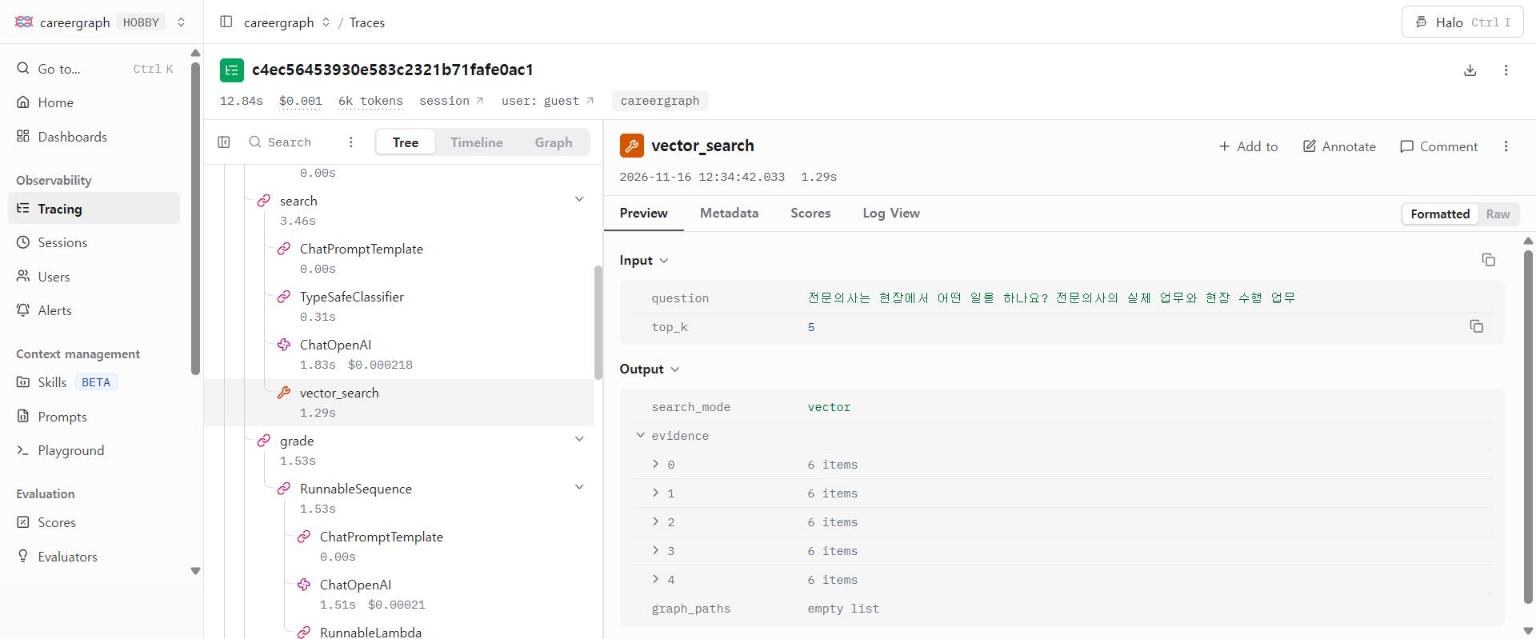 careergraph HOBBY
careergraph / Traces
Halo Ctrl I
Go to... Ctrl K
Home
Dashboards
Observability
Tracing
Sessions
Users
Alerts
Context management
Skills BETA
Prompts
Playground
Evaluation
Scores
Evaluators
c4ec56453930e583c2321b71fafe0ac1
12.84s $0.001 6k tokens session user: guest careergraph
Search Tree Timeline Graph
0.00s
search
3.46s
ChatPromptTemplate
0.00s
TypeSafeClassifier
0.31s
ChatOpenAI
1.83s $0.000218
vector_search
1.29s
grade
1.53s
RunnableSequence
1.53s
ChatPromptTemplate
0.00s
ChatOpenAI
1.51s $0.00021
RunnableLambda
vector_search
Add to Annotate Comment
2026-11-16 12:34:42.033 1.29s
Preview Metadata Scores Log View Formatted Raw
Input
question 전문의사는 현장에서 어떤 일을 하나요? 전문의사의 실제 업무와 현장 수행 업무
top_k 5
Output
search_mode vector
evidence
0 6 items
1 6 items
2 6 items
3 6 items
4 6 items
graph_paths empty list